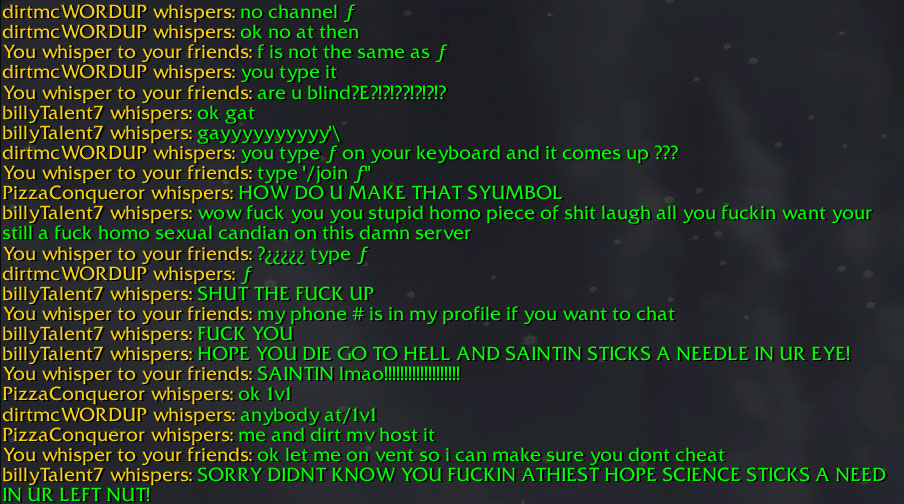 dirtmcWORDUP whispers: no channel ƒ
dirtmcWORDUP whispers: ok no at then
You whisper to your friends: f is not the same as ƒ
dirtmcWORDUP whispers: you type it
You whisper to your friends: are u blind?E?!?!??!?!?!?
billyTalent7 whispers: ok gat
billyTalent7 whispers: gayyyyyyyyyy'\
dirtmcWORDUP whispers: you type ƒ on your keyboard and it comes up ???
You whisper to your friends: type '/join ƒ"
PizzaConqueror whispers: HOW DO U MAKE THAT SYUMBOL
billyTalent7 whispers: wow fuck you you stupid homo piece of shit laugh all you fuckin want your
still a fuck homo sexual candian on this damn server
You whisper to your friends: ?¿¿¿¿¿ type ƒ
dirtmcWORDUP whispers: ƒ
billyTalent7 whispers: SHUT THE FUCK UP
You whisper to your friends: my phone # is in my profile if you want to chat
billyTalent7 whispers: FUCK YOU
billyTalent7 whispers: HOPE YOU DIE GO TO HELL AND SAINTIN STICKS A NEEDLE IN UR EYE!
You whisper to your friends: SAINTIN lmao!!!!!!!!!!!!!!!!!!!
PizzaConqueror whispers: ok 1v1
dirtmcWORDUP whispers: anybody at/1v1
PizzaConqueror whispers: me and dirt mv host it
You whisper to your friends: ok let me on vent so i can make sure you dont cheat
billyTalent7 whispers: SORRY DIDNT KNOW YOU FUCKIN ATHIEST HOPE SCIENCE STICKS A NEED
IN UR LEFT NUT!